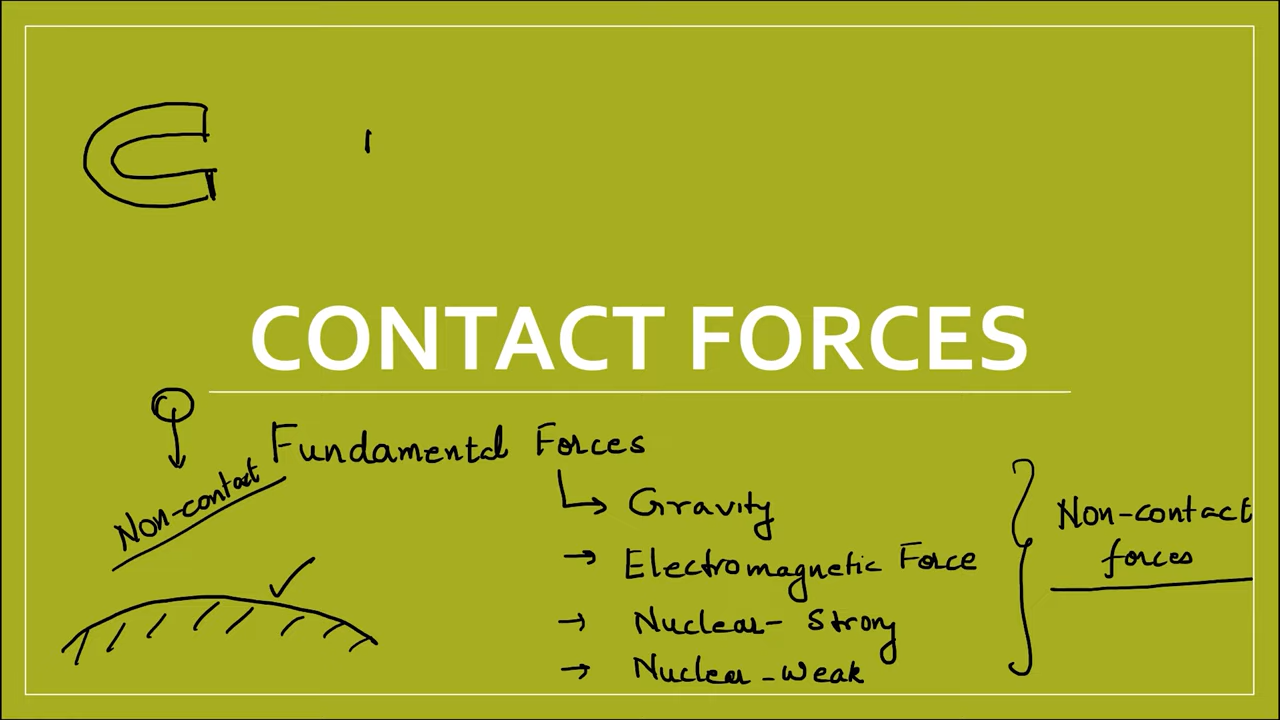 CONTACT FORCES
Fundamental Forces
Non-contact
Gravity
Electromagnetic Force
Nuclear- Strong
Nuclear-weak
Non-contact
forces